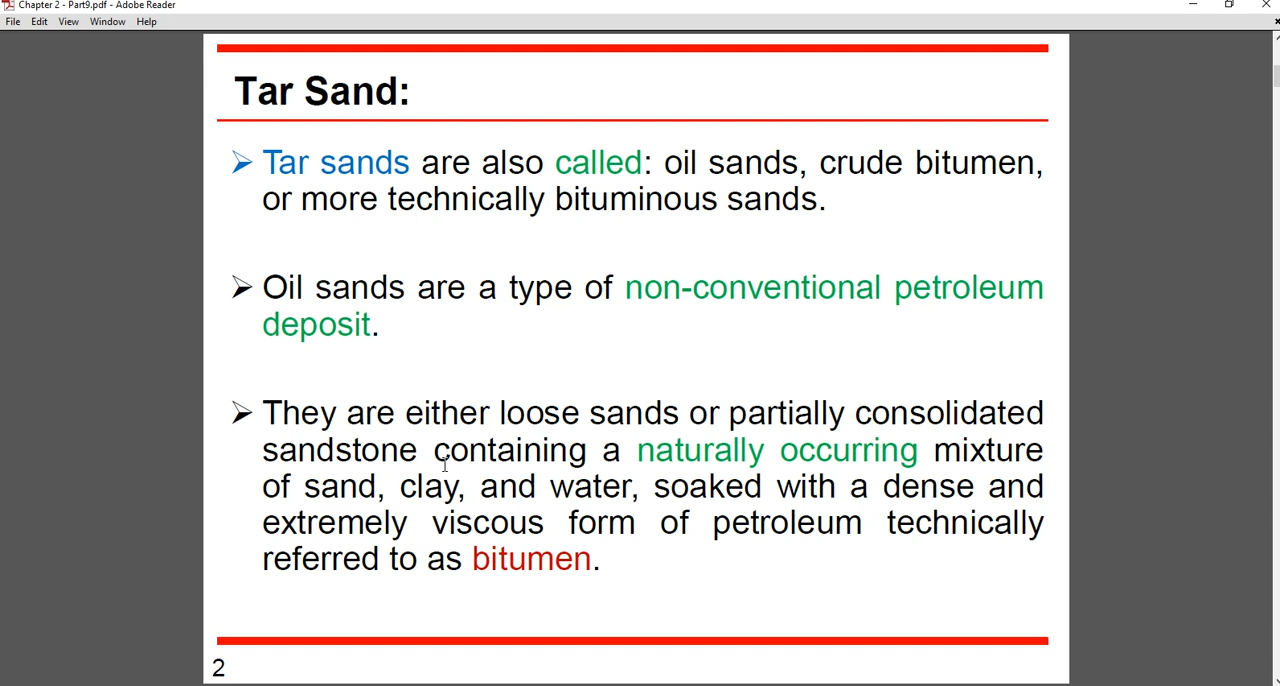 Chapter 2 - Part9.pdf - Adobe Reader
File Edit View Window Help
Tar Sand:
➢ Tar sands are also called: oil sands, crude bitumen,
or more technically bituminous sands.
➢ Oil sands are a type of non-conventional petroleum
deposit.
➢ They are either loose sands or partially consolidated
sandstone containing a naturally occurring mixture
of sand, clay, and water, soaked with a dense and
extremely viscous form of petroleum technically
referred to as bitumen.
2